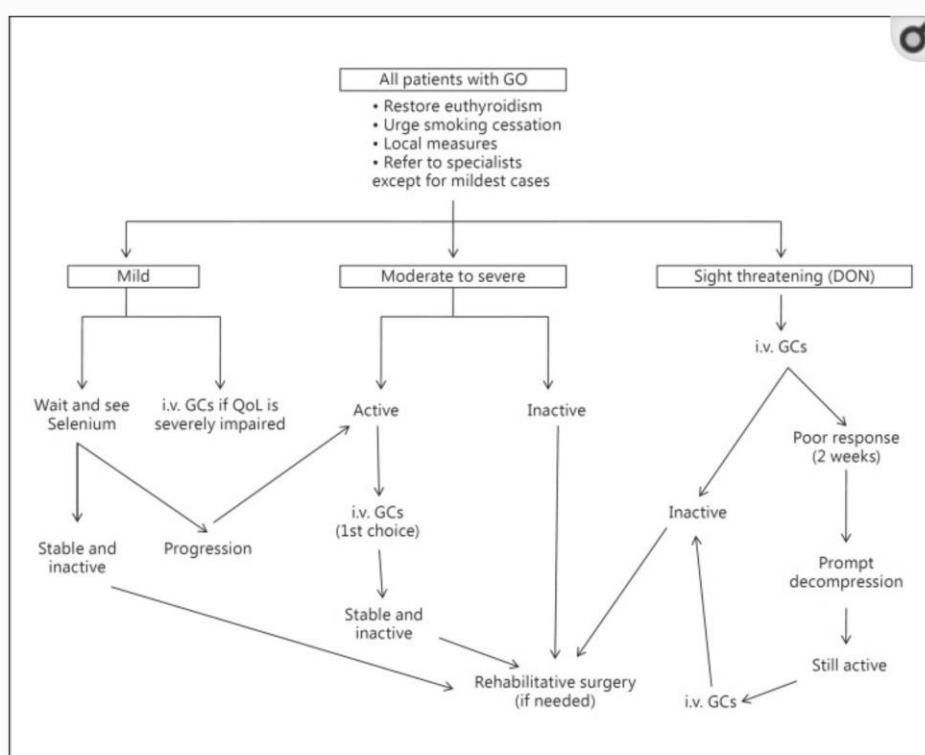 All patients with GO
• Restore euthyroidism
• Urge smoking cessation
• Local measures
• Refer to specialists
except for mildest cases
Mild
Moderate to severe
Sight threatening (DON)
i.v. GCs
Wait and see
Selenium
i.v. GCs if QoL is
severely impaired
Active
Inactive
Poor response
(2 weeks)
i.v. GCs
(1st choice)
Inactive
Stable and
inactive
Progression
Prompt
decompression
Stable and
inactive
Still active
Rehabilitative surgery
(if needed)
i.v. GCs